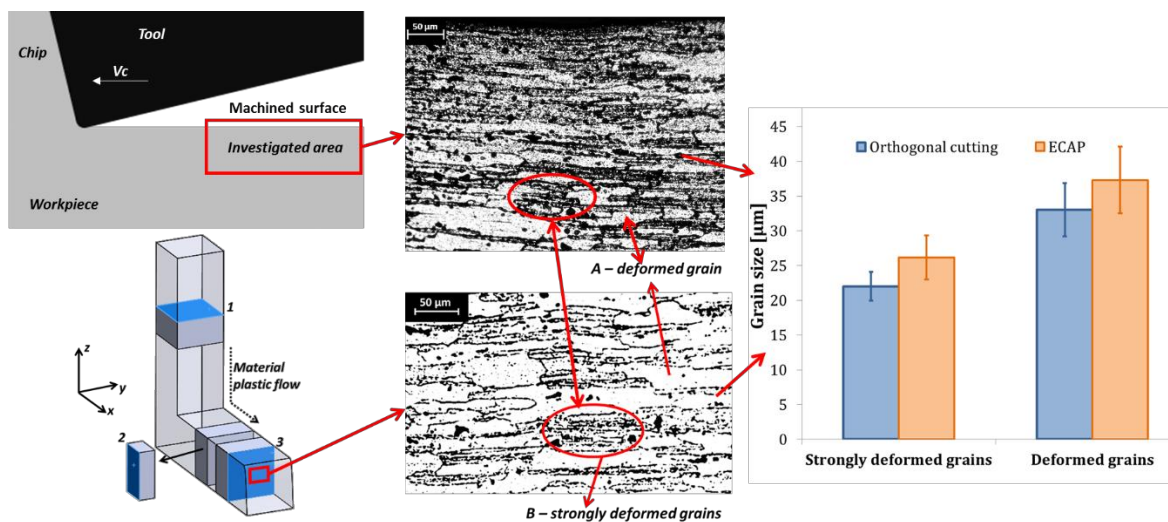 Chip
Tool
Vc
Machined surface
Investigated area
Workpiece
1
z
y
x
Material
plastic flow
2
3
50 µm
A – deformed grain
50 µm
B – strongly deformed grains
Grain size [µm]
45
40
35
30
25
20
15
10
5
0
Orthogonal cutting
ECAP
Strongly deformed grains
Deformed grains